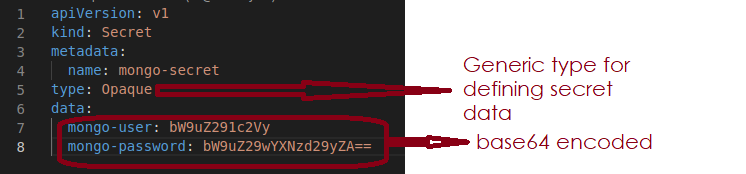 1 apiVersion: v1
2 kind: Secret
3 metadata:
4 name: mongo-secret
5 type: Opaque
6 data:
7 mongo-user: bW9uZ291c2Vy
8 mongo-password: bW9uZ29wYXNzd29yZA==
Generic type for
defining secret
data
base64 encoded